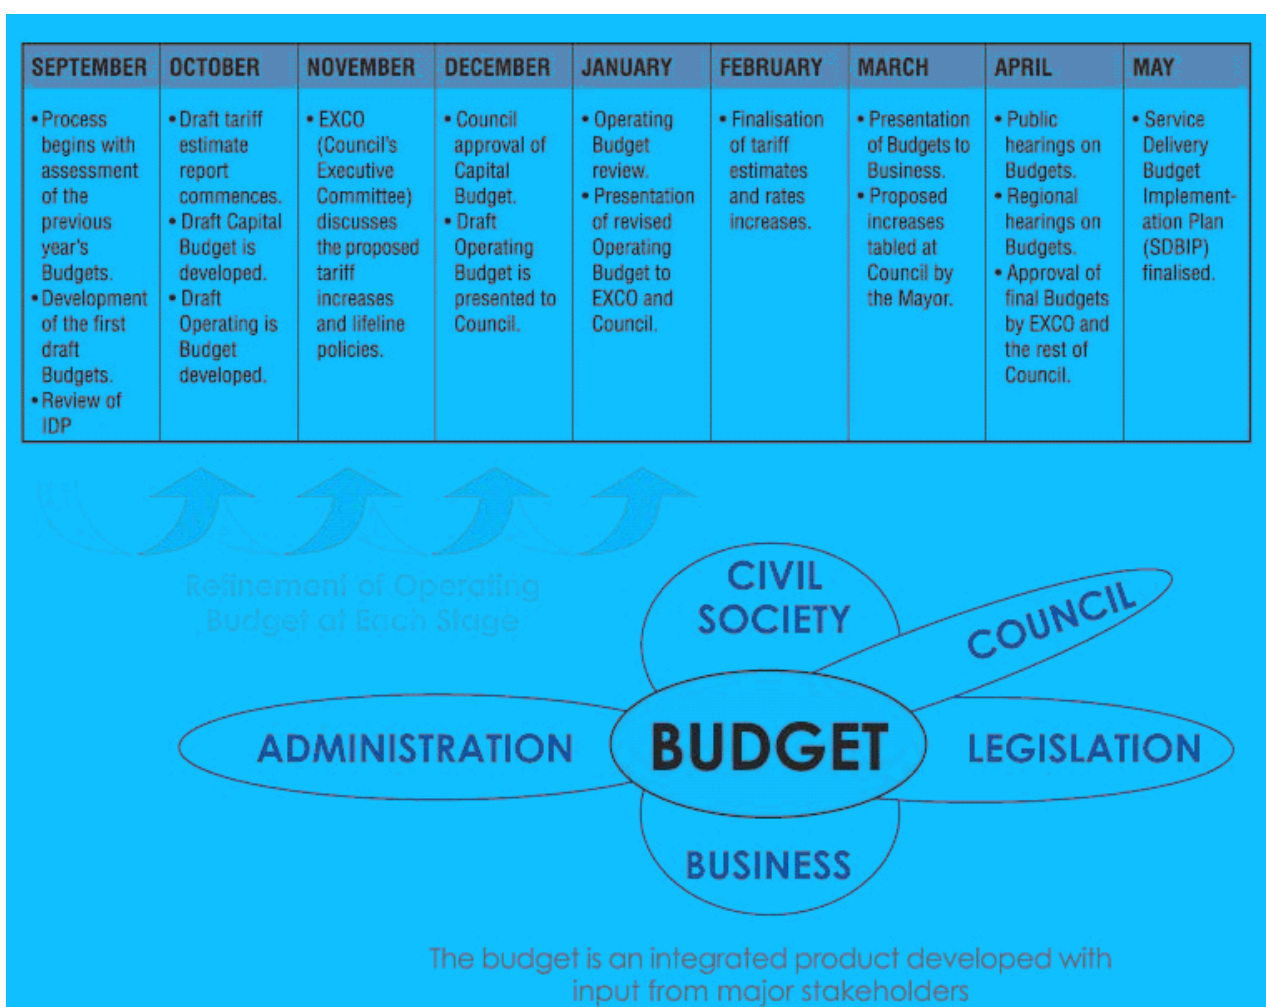 SEPTEMBER
• Process
begins with
assessment
of the
previous
year's
Budgets.
• Development
of the first
draft
Budgets.
• Review of
IDP
OCTOBER
• Draft tariff
estimate
report
commences.
• Draft Capital
Budget is
developed.
• Draft
Operating is
Budget
developed.
NOVEMBER
• EXCO
(Council's
Executive
Committee)
discusses
the proposed
tariff
increases
and lifeline
policies.
DECEMBER
• Council
approval of
Capital
Budget.
• Draft
Operating
Budget is
presented to
Council.
JANUARY
• Operating
Budget
review.
• Presentation
of revised
Operating
Budget to
EXCO and
Council.
FEBRUARY
• Finalisation
of tariff
estimates
and rates
increases.
MARCH
• Presentation
of Budgets to
Business.
• Proposed
increases
tabled at
Council by
the Mayor.
APRIL
• Public
hearings on
Budgets.
• Regional
hearings on
Budgets.
• Approval of
final Budgets
by EXCO and
the rest of
Council.
MAY
• Service
Delivery
Budget
Implement-
ation Plan
(SDBIP)
finalised.
Refinement of Operating
Budget at Each Stage
CIVIL
SOCIETY
COUNCIL
ADMINISTRATION
BUDGET
LEGISLATION
BUSINESS
The budget is an integrated product developed with
input from major stakeholders